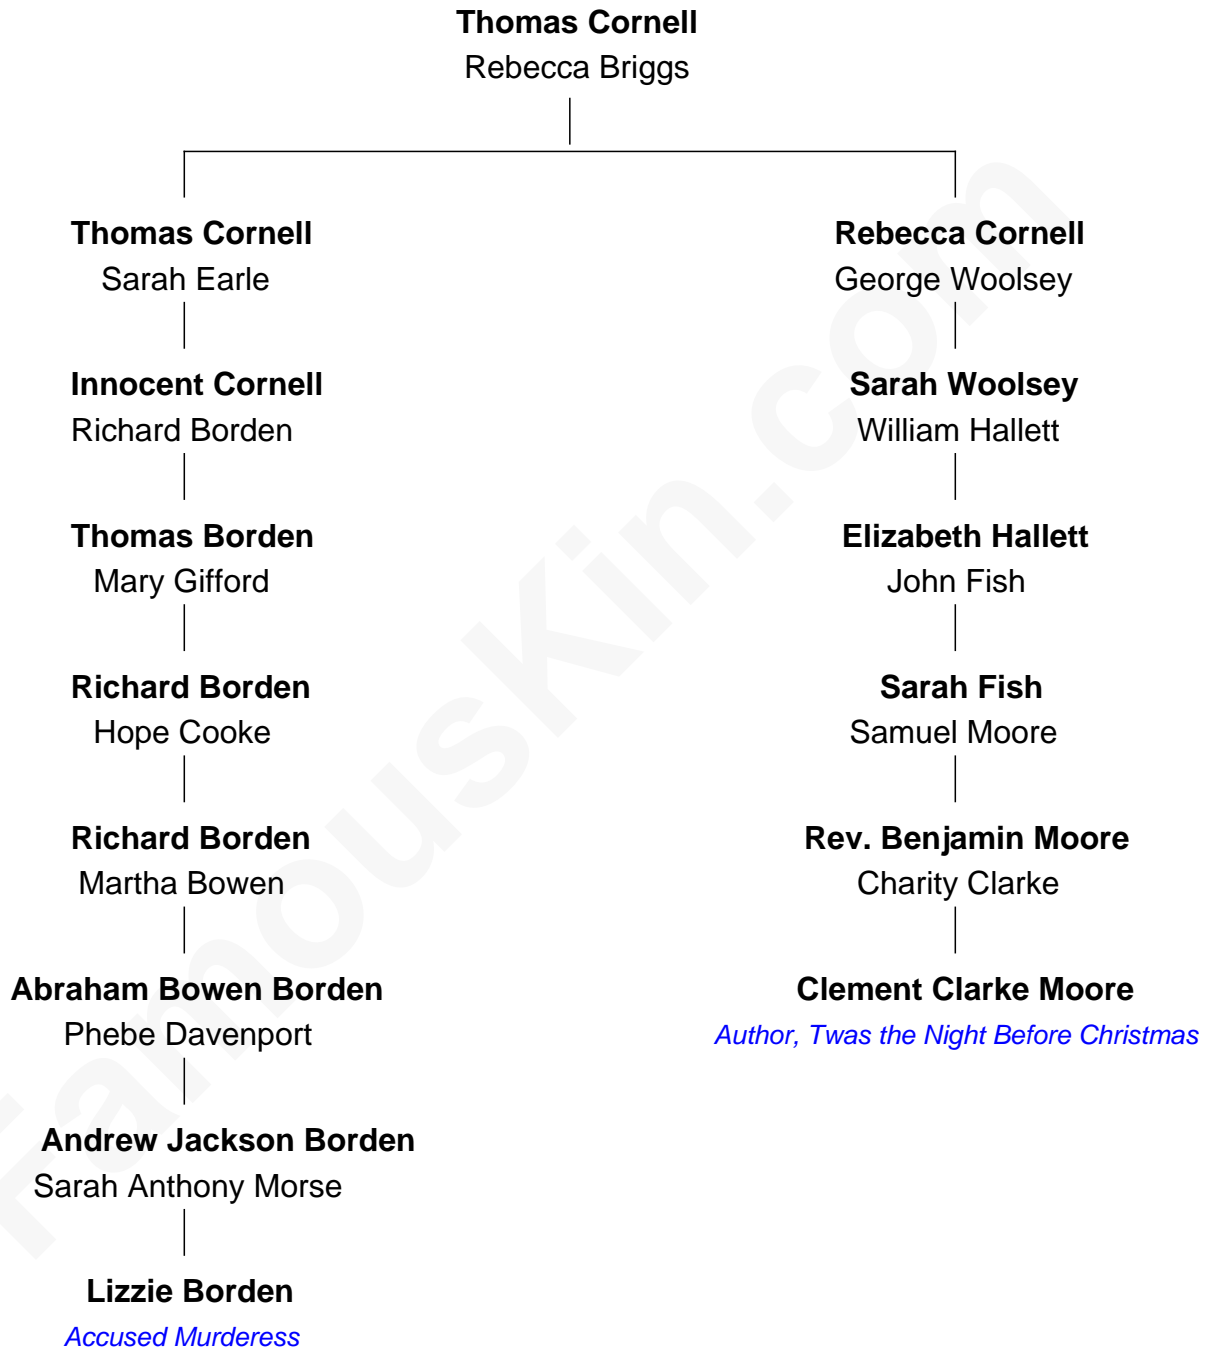 Thomas Cornell
Rebecca Briggs
Thomas Cornell
Sarah Earle
Innocent Cornell
Richard Borden
Thomas Borden
Mary Gifford
Richard Borden
Hope Cooke
Richard Borden
Martha Bowen
Abraham Bowen Borden
Phebe Davenport
Andrew Jackson Borden
Sarah Anthony Morse
Lizzie Borden
Accused Murderess
Rebecca Cornell
George Woolsey
Sarah Woolsey
William Hallett
Elizabeth Hallett
John Fish
Sarah Fish
Samuel Moore
Rev. Benjamin Moore
Charity Clarke
Clement Clarke Moore
Author, Twas the Night Before Christmas
FamousKin.com